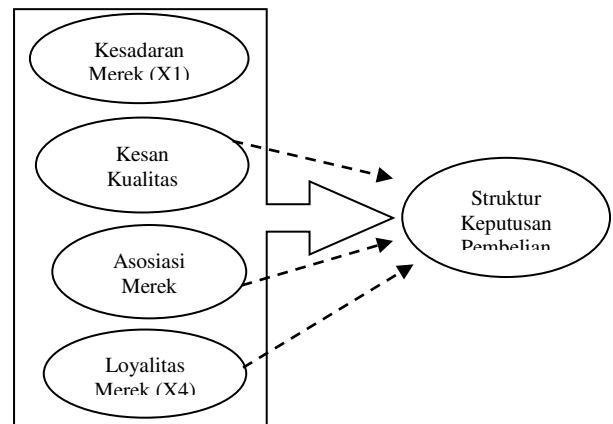 Kesadaran
Merek (X1)
Kesan
Kualitas
Asosiasi
Merek
Loyalitas
Merek (X4)
Struktur
Keputusan
Pembelian